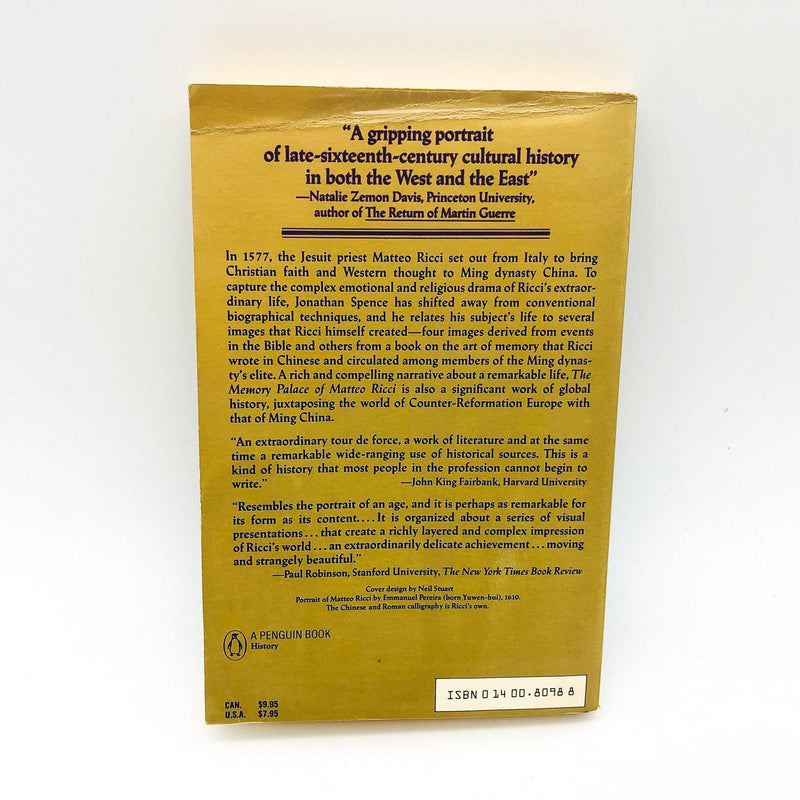 “A gripping portrait
of late-sixteenth-century cultural history
in both the West and the East”
—Natalie Zemon Davis, Princeton University,
author of The Return of Martin Guerre
In 1577, the Jesuit priest Matteo Ricci set out from Italy to bring
Christian faith and Western thought to Ming dynasty China. To
capture the complex emotional and religious drama of Ricci's extraor-
dinary life, Jonathan Spence has shifted away from conventional
biographical techniques, and he relates his subject's life to several
images that Ricci himself created—four images derived from events
in the Bible and others from a book on the art of memory that Ricci
wrote in Chinese and circulated among members of the Ming dynas-
ty's elite. A rich and compelling narrative about a remarkable life, The
Memory Palace of Matteo Ricci is also a significant work of global
history, juxtaposing the world of Counter-Reformation Europe with
that of Ming China.
“An extraordinary tour de force, a work of literature and at the same
time a remarkable wide-ranging use of historical sources. This is a
kind of history that most people in the profession cannot begin to
write.” —John King Fairbank, Harvard University
“Resembles the portrait of an age, and it is perhaps as remarkable for
its form as its content.... It is organized about a series of visual
presentations...that create a richly layered and complex impression
of Ricci's world...an extraordinarily delicate achievement...moving
and strangely beautiful.”
—Paul Robinson, Stanford University, The New York Times Book Review
Cover design by Neil Stuart
Portrait of Matteo Ricci by Emmanuel Pereira (born Yuwen-hui), 1610.
The Chinese and Roman calligraphy is Ricci's own.
A PENGUIN BOOK
History
CAN. $9.95
U.S.A. $7.95
ISBN 0 14 00.8098 8